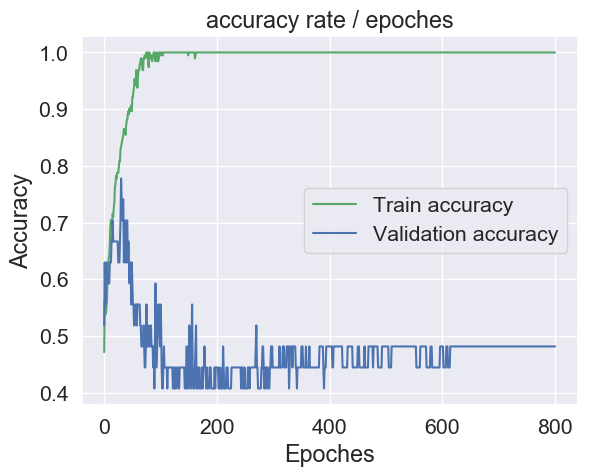 accuracy rate / epoches
1.0
0.9
0.8
0.7
0.6
0.5
0.4
Accuracy
Train accuracy
Validation accuracy
0 200 400 600 800
Epoches